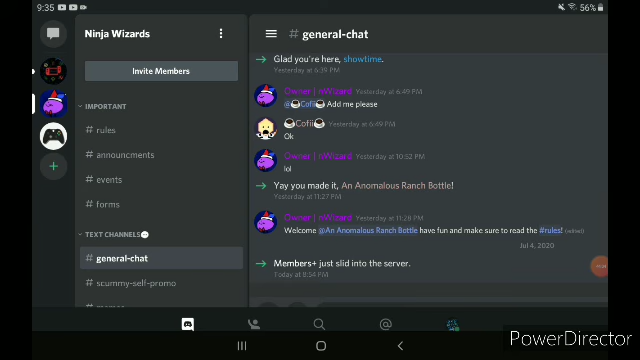 9:35
56%
Ninja Wizards
Invite Members
IMPORTANT
# rules
# announcments
# events
# forms
TEXT CHANNELS
# general-chat
# scummy-self-promo
# general-chat
Glad you're here, showtime.
Yesterday at 6:39 PM
Owner | nWizard Yesterday at 6:49 PM
@Cofii Add me please
Cofii Yesterday at 6:49 PM
Ok
Owner | nWizard Yesterday at 10:52 PM
lol
Yay you made it, An Anomalous Ranch Bottle!
Yesterday at 11:27 PM
Owner | nWizard Yesterday at 11:28 PM
Welcome @An Anomalous Ranch Bottle have fun and make sure to read the #rules! (edited)
Jul 4, 2020
Members+ just slid into the server.
Today at 8:54 PM
PowerDirector